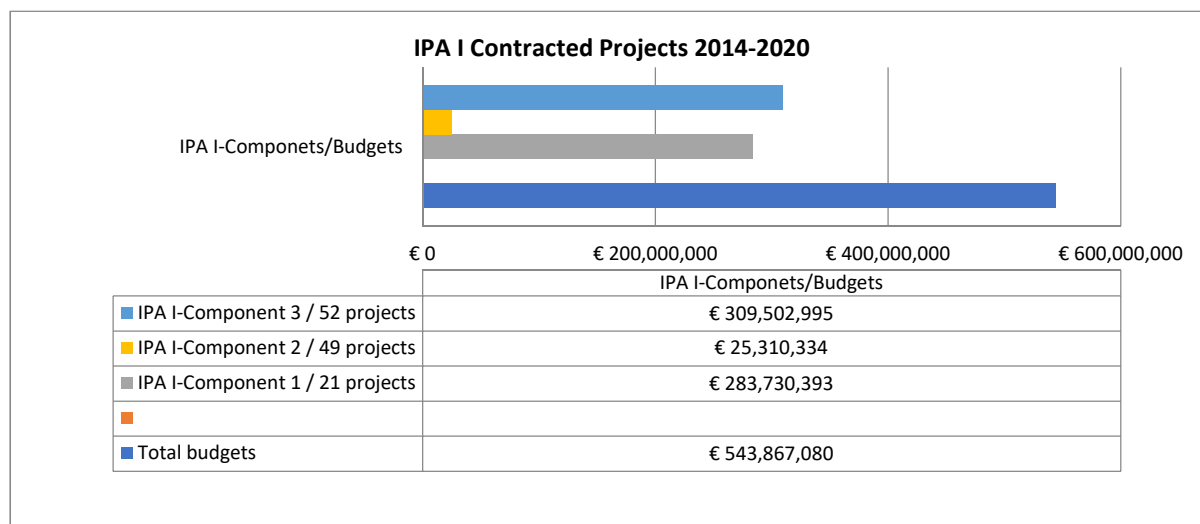 IPA I Contracted Projects 2014-2020
IPA I-Componets/Budgets
€ 0 € 200,000,000 € 400,000,000 € 600,000,000
IPA I-Componets/Budgets
IPA I-Component 3 / 52 projects € 309,502,995
IPA I-Component 2 / 49 projects € 25,310,334
IPA I-Component 1 / 21 projects € 283,730,393
Total budgets € 543,867,080